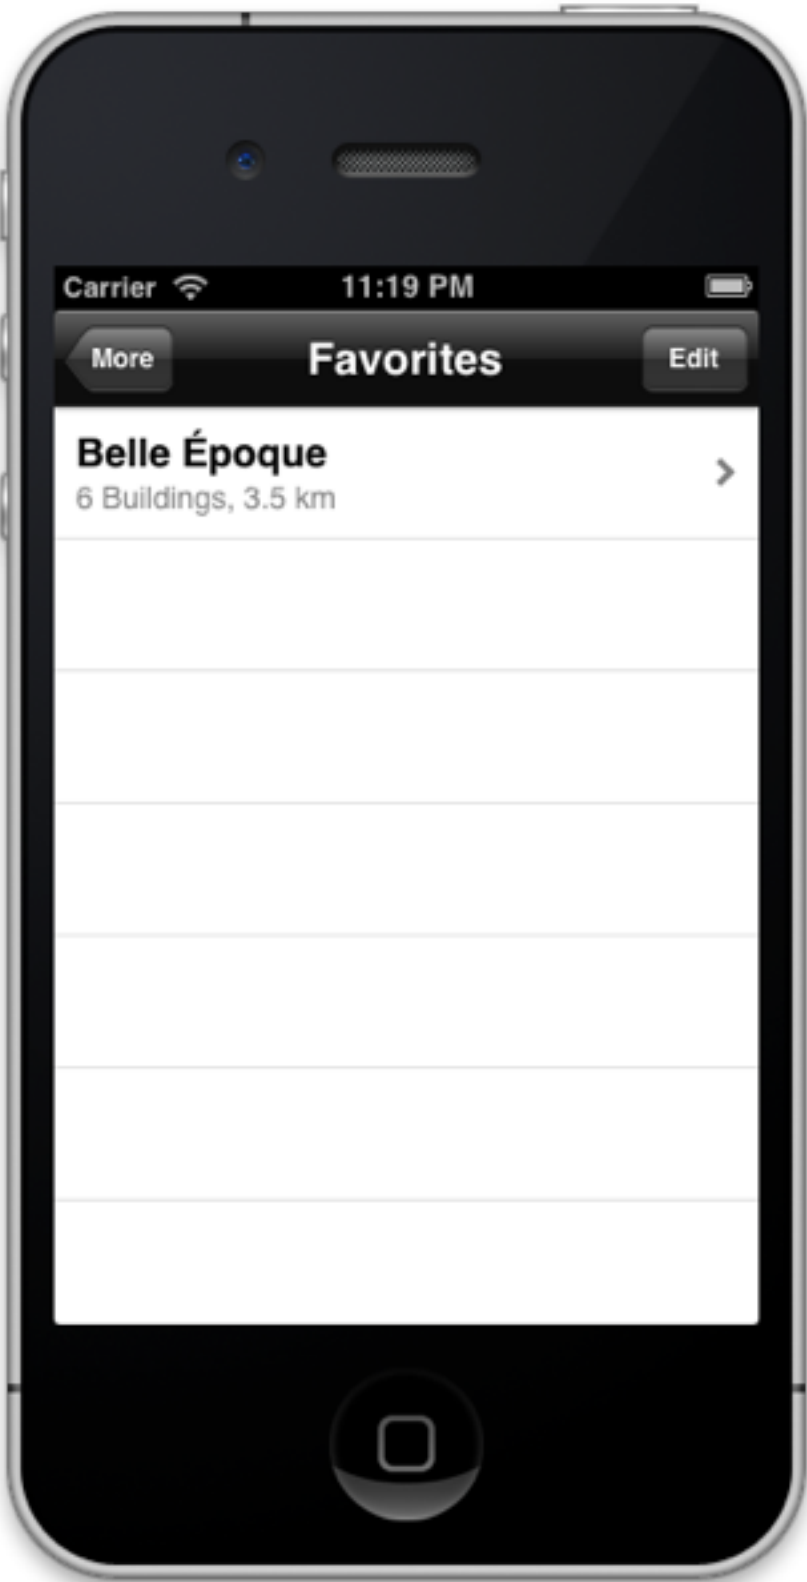 Carrier 11:19 PM
More Favorites Edit
Belle Époque
6 Buildings, 3.5 km